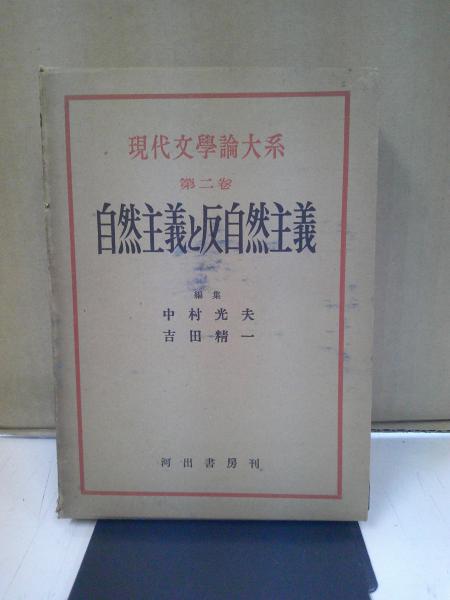 現代文學論大系
第二卷
自然主義と反自然主義
編集
中村光夫
吉田精一
河出書房刊